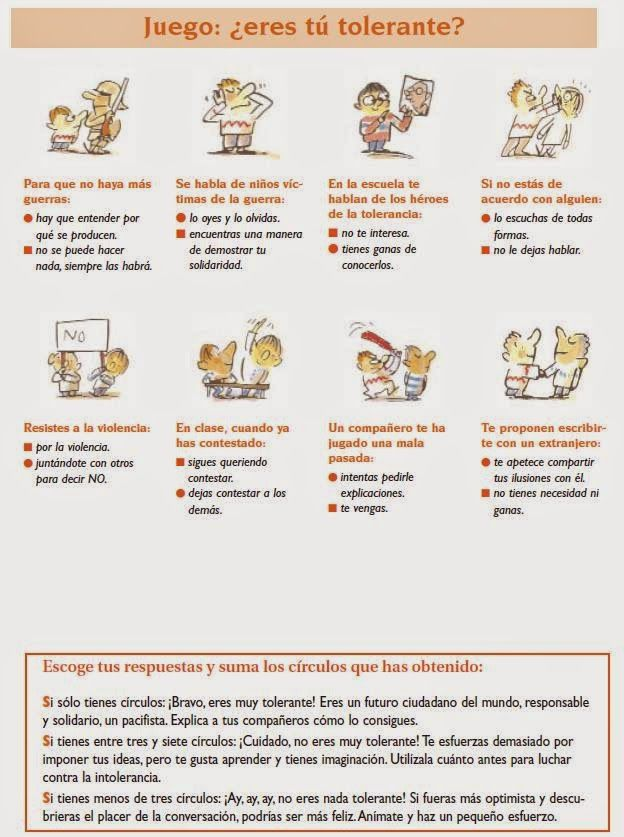 Juego: ¿eres tú tolerante?
Para que no haya más
guerras:
● hay que entender por
qué se producen.
■ no se puede hacer
nada, siempre las habrá.
Se habla de niños víc-
timas de la guerra:
● lo oyes y lo olvidas.
■ encuentras una manera
de demostrar tu
solidaridad.
En la escuela te
hablan de los héroes
de la tolerancia:
■ no te interesa.
● tienes ganas de
conocerlos.
Si no estás de
acuerdo con alguien:
● lo escuchas de todas
formas.
■ no le dejas hablar.
NO
Resistes a la violencia:
■ por la violencia.
● juntándote con otros
para decir NO.
En clase, cuando ya
has contestado:
■ sigues queriendo
contestar.
● dejas contestar a los
demás.
Un compañero te ha
jugado una mala
pasada:
● intentas pedirle
explicaciones.
■ te vengas.
Te proponen escribir-
te con un extranjero:
● te apetece compartir
tus ilusiones con él.
■ no tienes necesidad ni
ganas.
Escoge tus respuestas y suma los círculos que has obtenido:
Si sólo tienes círculos: ¡Bravo, eres muy tolerante! Eres un futuro ciudadano del mundo, responsable
y solidario, un pacifista. Explica a tus compañeros cómo lo consigues.
Si tienes entre tres y siete círculos: ¡Cuidado, no eres muy tolerante! Te esfuerzas demasiado por
imponer tus ideas, pero te gusta aprender y tienes imaginación. Utilízala cuánto antes para luchar
contra la intolerancia.
Si tienes menos de tres círculos: ¡Ay, ay, ay, no eres nada tolerante! Si fueras más optimista y descu-
brieras el placer de la conversación, podrías ser más feliz. Anímate y haz un pequeño esfuerzo.